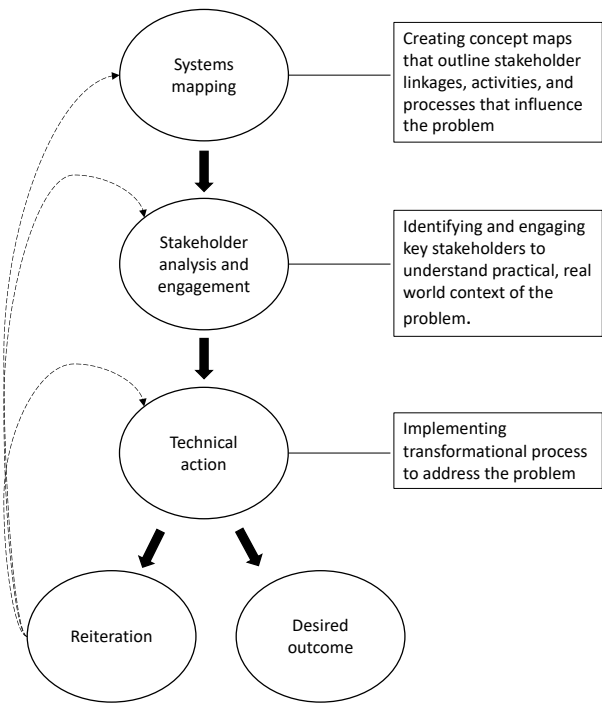 Systems
mapping
Creating concept maps
that outline stakeholder
linkages, activities, and
processes that influence
the problem
Stakeholder
analysis and
engagement
Identifying and engaging
key stakeholders to
understand practical, real
world context of the
problem.
Technical
action
Implementing
transformational process
to address the problem
Reiteration
Desired
outcome